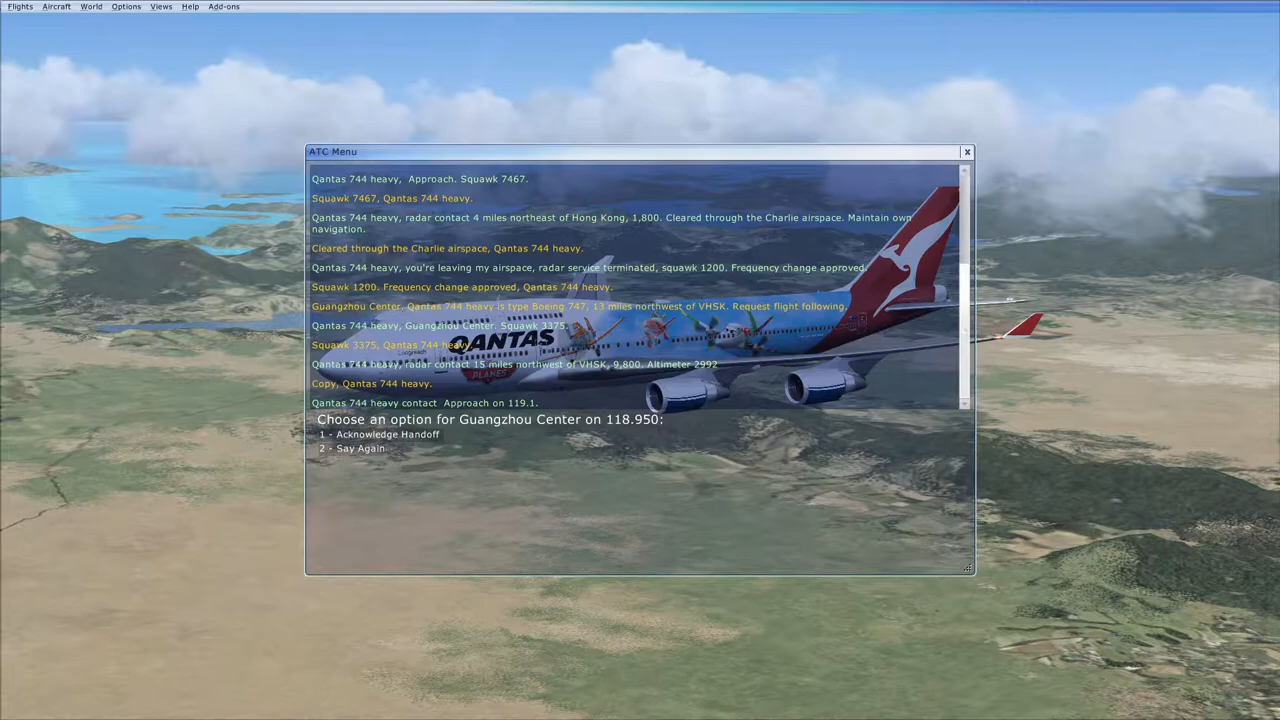 Flights Aircraft World Options Views Help Add-ons
ATC Menu x
Qantas 744 heavy,  Approach. Squawk 7467.
Squawk 7467, Qantas 744 heavy.
Qantas 744 heavy, radar contact 4 miles northeast of Hong Kong, 1,800. Cleared through the Charlie airspace. Maintain own
navigation.
Cleared through the Charlie airspace, Qantas 744 heavy.
Qantas 744 heavy, you're leaving my airspace, radar service terminated, squawk 1200. Frequency change approved.
Squawk 1200. Frequency change approved, Qantas 744 heavy.
Guangzhou Center. Qantas 744 heavy is type Boeing 747, 13 miles northwest of VHSK. Request flight following.
Qantas 744 heavy, Guangzhou Center. Squawk 3375.
Squawk 3375, Qantas 744 heavy.
QANTAS
Longreach
Qantas 744 heavy, radar contact 15 miles northwest of VHSK, 9,800. Altimeter 2992
PLANES
Copy, Qantas 744 heavy.
Qantas 744 heavy contact  Approach on 119.1.
Choose an option for Guangzhou Center on 118.950:
1 - Acknowledge Handoff
2 - Say Again